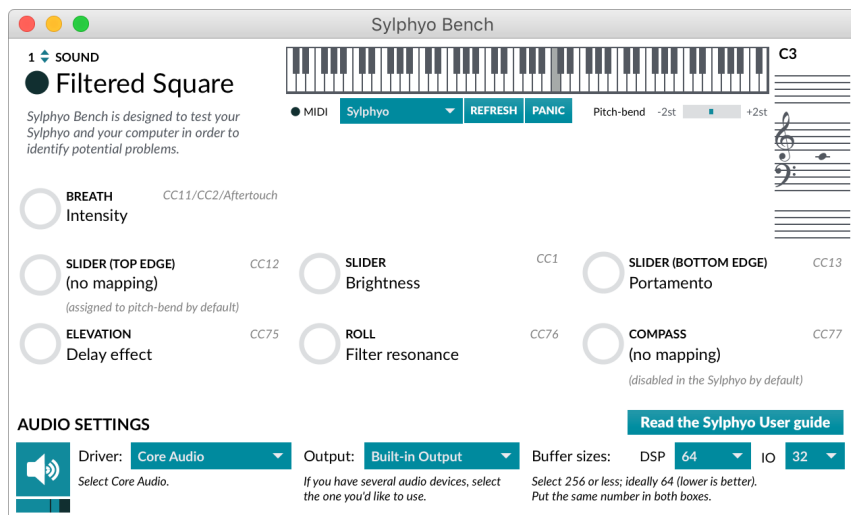 Sylphyo Bench
1 SOUND
Filtered Square
Sylphyo Bench is designed to test your
Sylphyo and your computer in order to
identify potential problems.
C3
MIDI Sylphyo REFRESH PANIC Pitch-bend -2st +2st
BREATH CC11/CC2/Aftertouch
Intensity
SLIDER (TOP EDGE) CC12
(no mapping)
(assigned to pitch-bend by default)
SLIDER CC1
Brightness
SLIDER (BOTTOM EDGE) CC13
Portamento
ELEVATION CC75
Delay effect
ROLL CC76
Filter resonance
COMPASS CC77
(no mapping)
(disabled in the Sylphyo by default)
AUDIO SETTINGS
Read the Sylphyo User guide
Driver: Core Audio
Select Core Audio.
Output: Built-in Output
If you have several audio devices, select
the one you'd like to use.
Buffer sizes: DSP 64 IO 32
Select 256 or less; ideally 64 (lower is better).
Put the same number in both boxes.